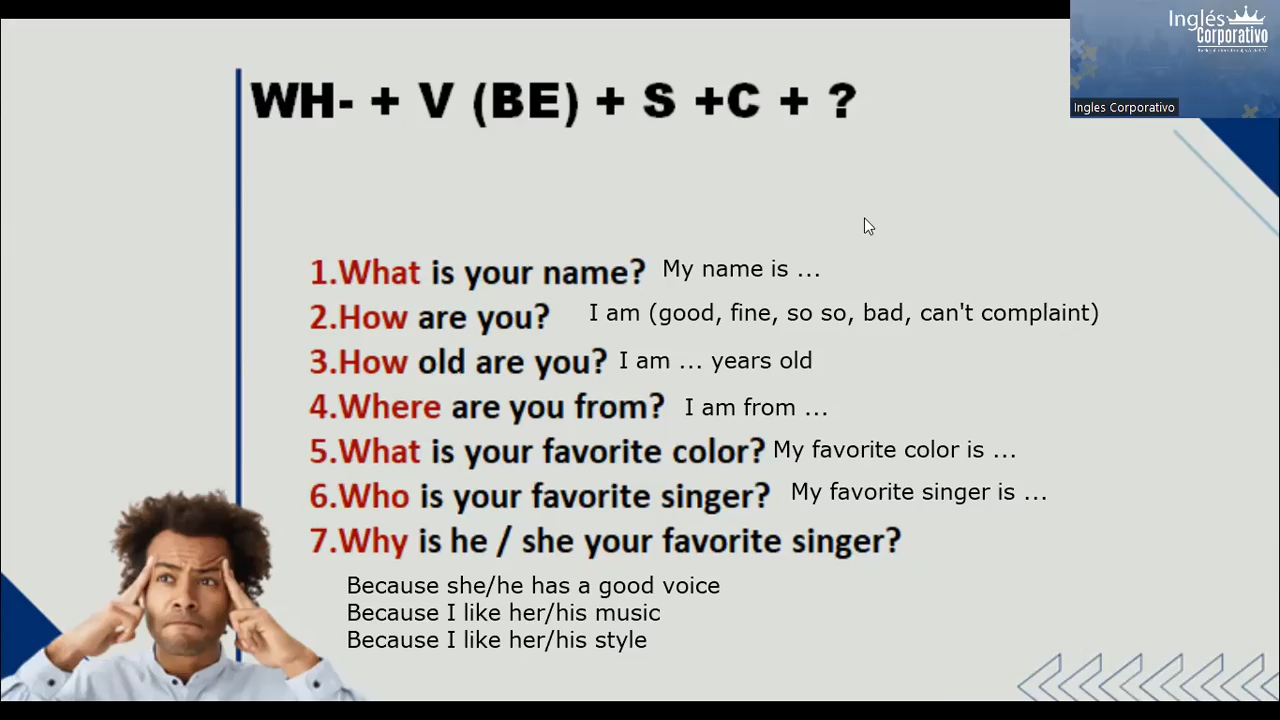 Inglés
Corporativo
Ingles Corporativo
WH- + V (BE) + S +C + ?
1.What is your name? My name is ...
2.How are you? I am (good, fine, so so, bad, can't complaint)
3.How old are you? I am ... years old
4.Where are you from? I am from ...
5.What is your favorite color? My favorite color is ...
6.Who is your favorite singer? My favorite singer is ...
7.Why is he / she your favorite singer?
Because she/he has a good voice
Because I like her/his music
Because I like her/his style